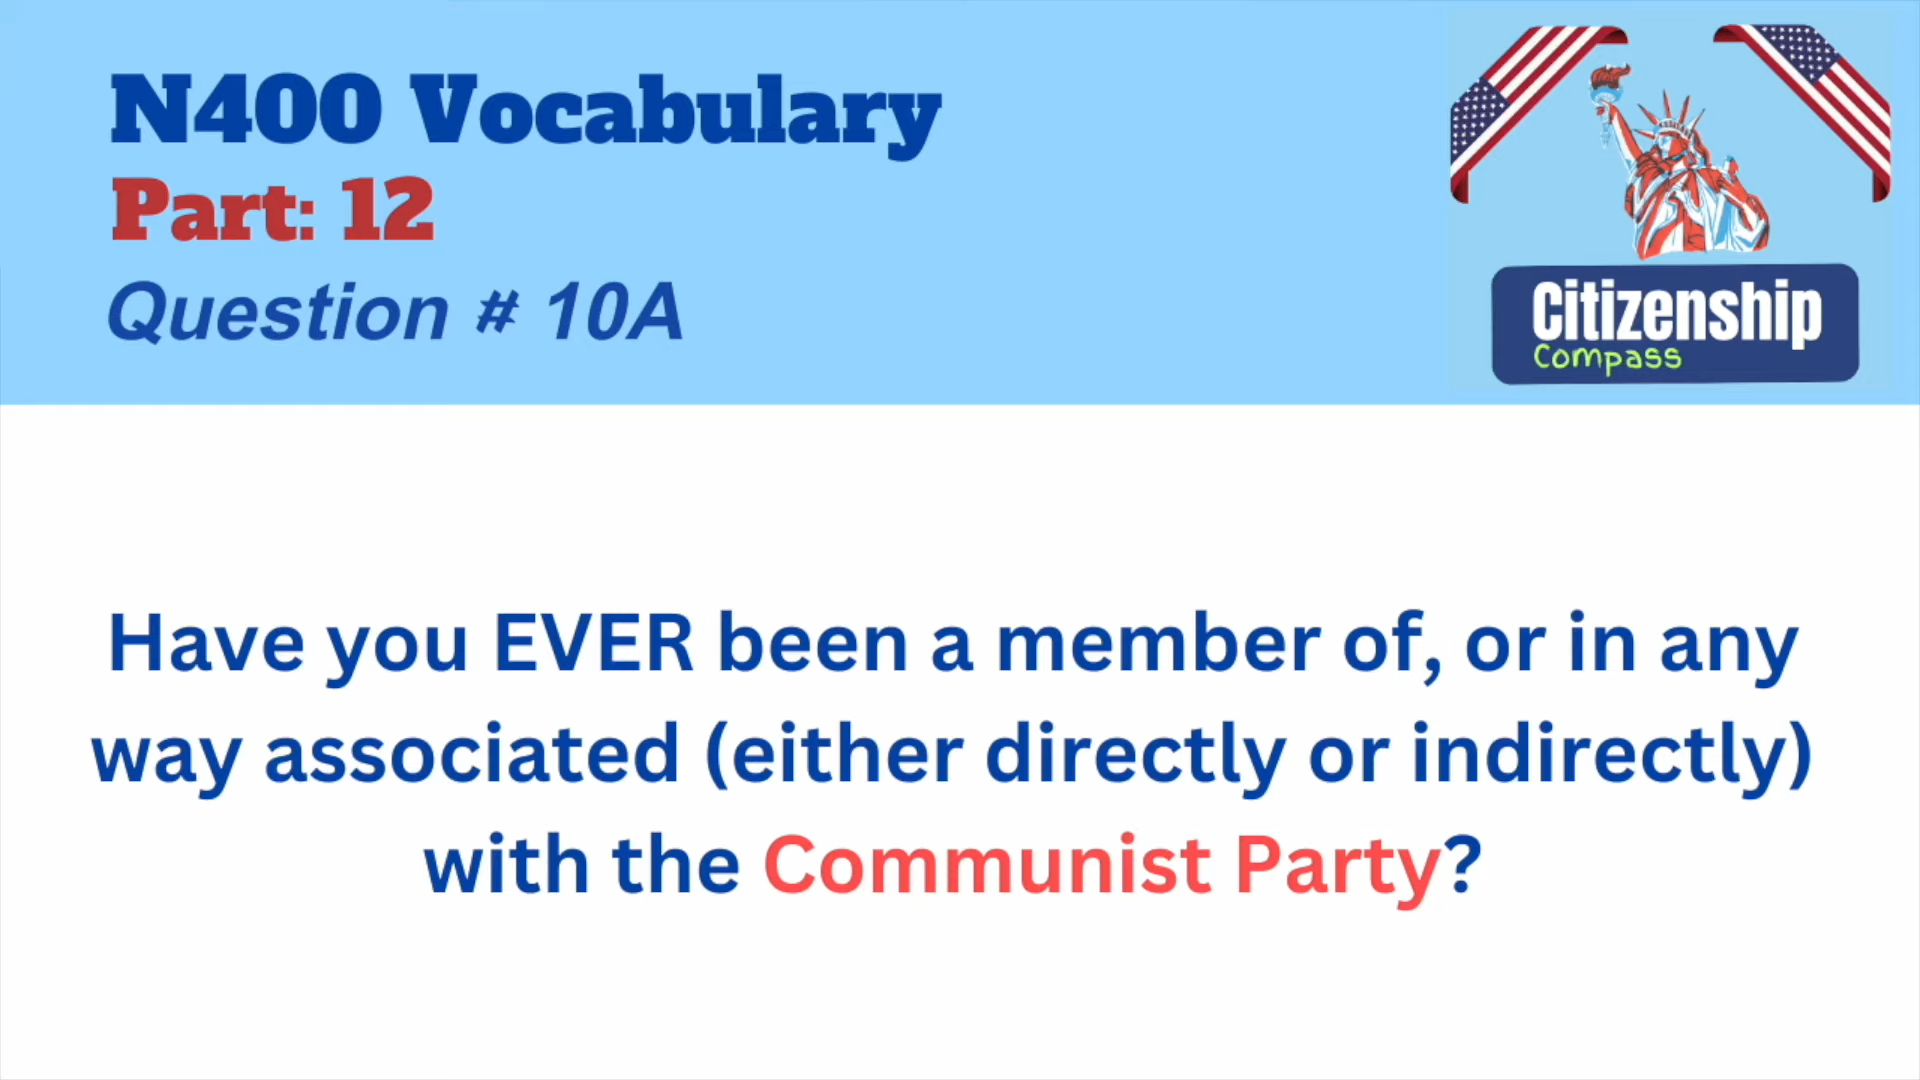 N400 Vocabulary
Part: 12
Question # 10A
Citizenship
Compass
Have you EVER been a member of, or in any
way associated (either directly or indirectly)
with the Communist Party?